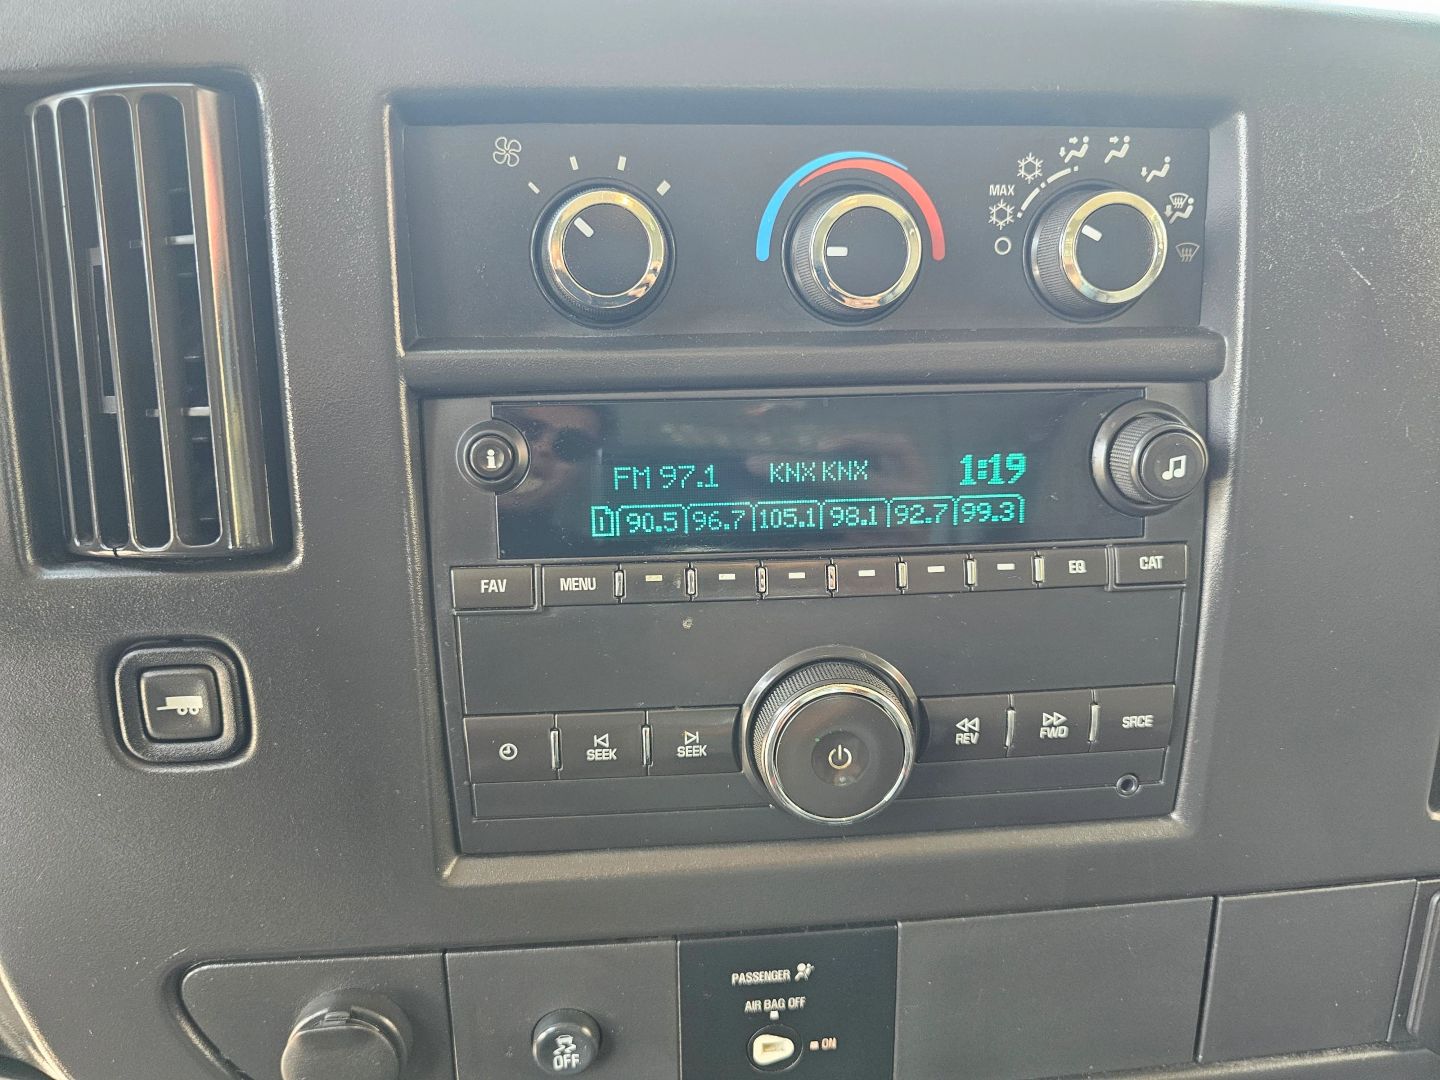 MAX
i
FM 97.1 KNX KNX 1:19
1 90.5 96.7 105.1 98.1 92.7 99.3
FAV MENU EQ CAT
SEEK SEEK REV FWD SRCE
PASSENGER
AIR BAG OFF
ON
OFF